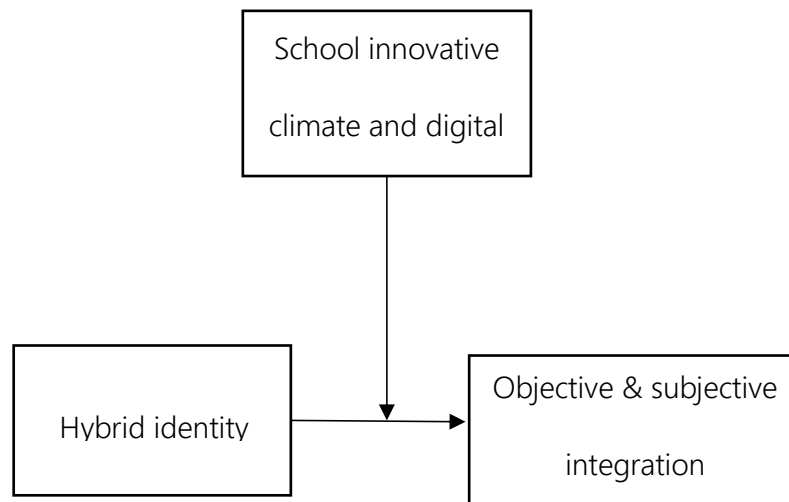 School innovative
climate and digital
Hybrid identity
Objective & subjective
integration